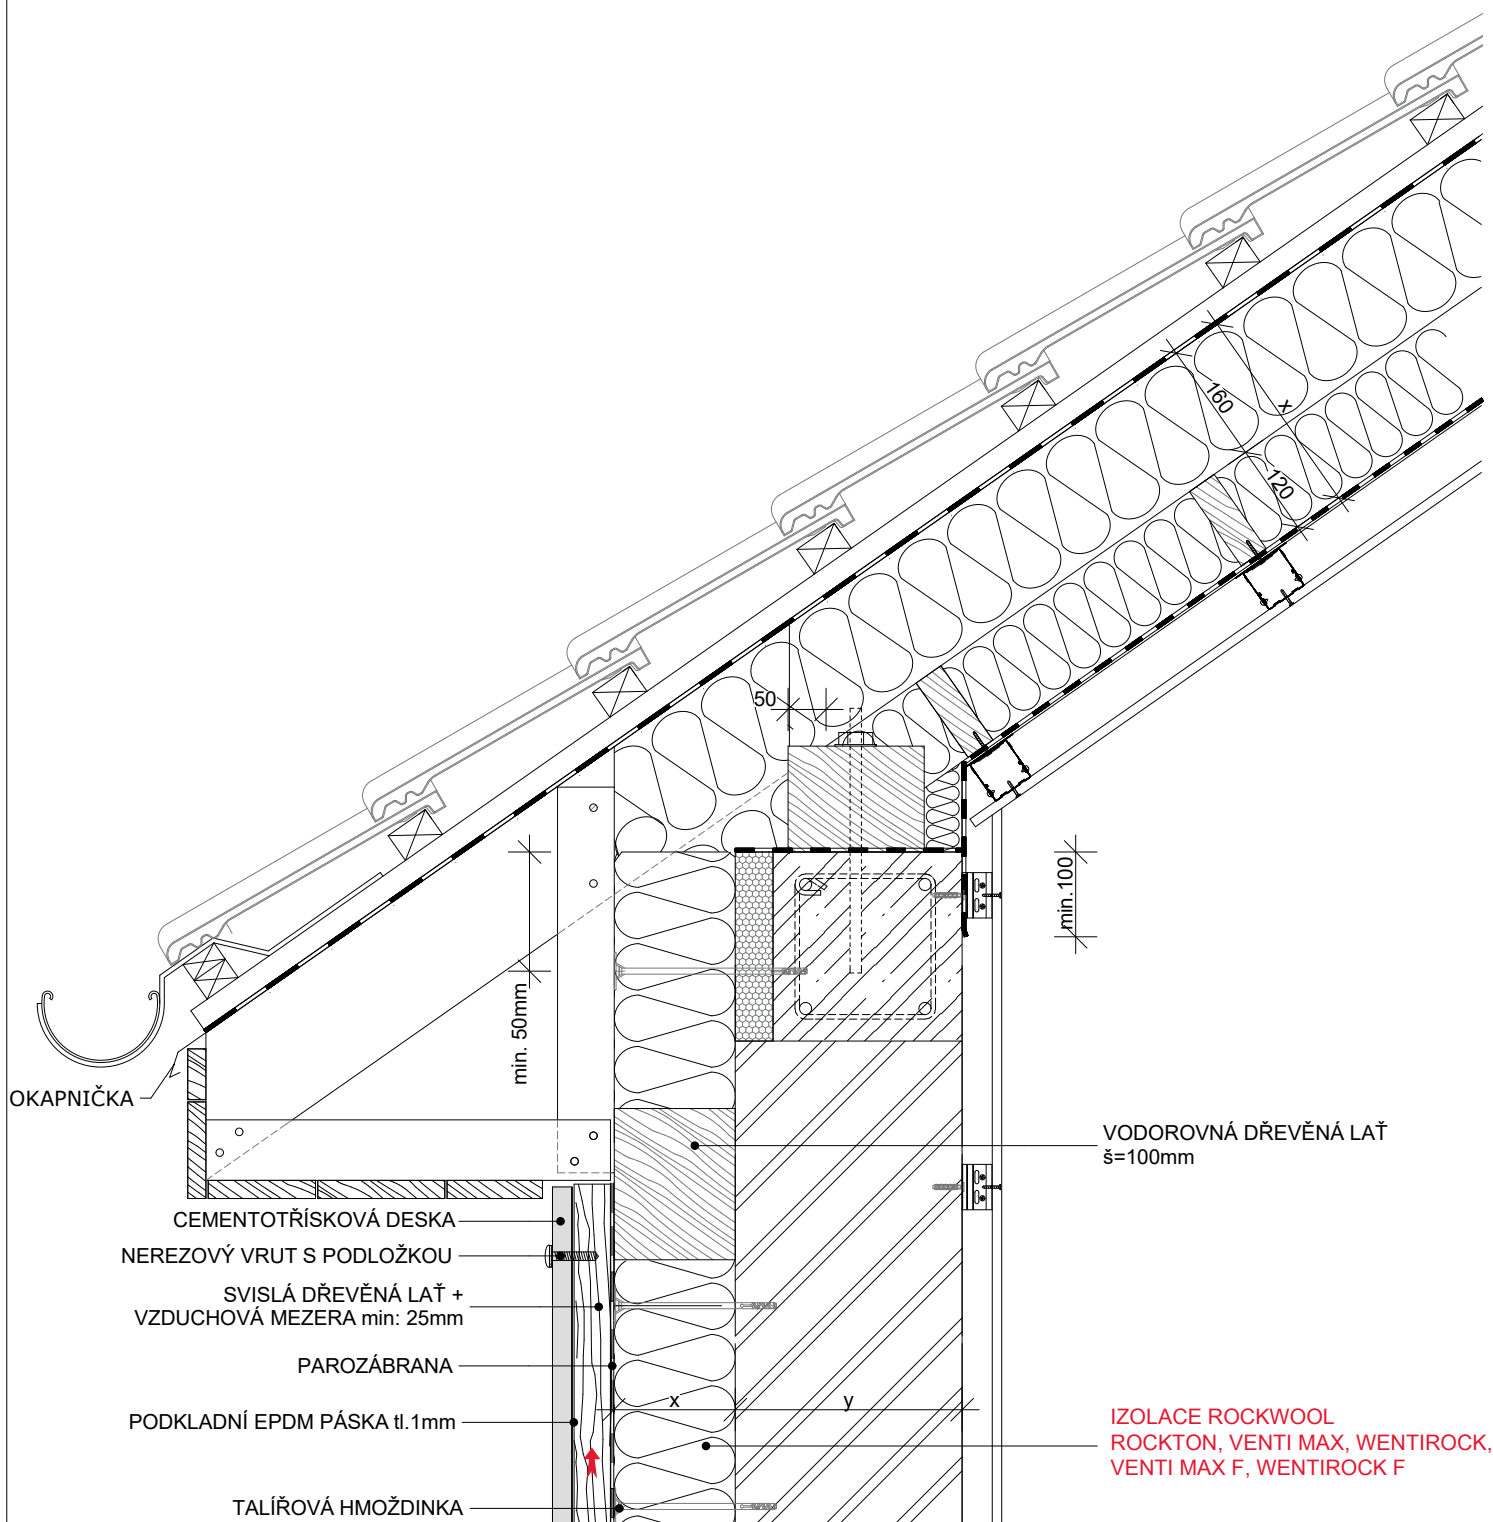 160
x
120
50
min.100
min. 50mm
OKAPNIČKA
VODOROVNÁ DŘEVĚNÁ LAŤ
š=100mm
CEMENTOTŘÍSKOVÁ DESKA
NEREZOVÝ VRUT S PODLOŽKOU
SVISLÁ DŘEVĚNÁ LAŤ +
VZDUCHOVÁ MEZERA min: 25mm
PAROZÁBRANA
x
y
PODKLADNÍ EPDM PÁSKA tl.1mm
IZOLACE ROCKWOOL
ROCKTON, VENTI MAX, WENTIROCK,
VENTI MAX F, WENTIROCK F
TALÍŘOVÁ HMOŽDINKA